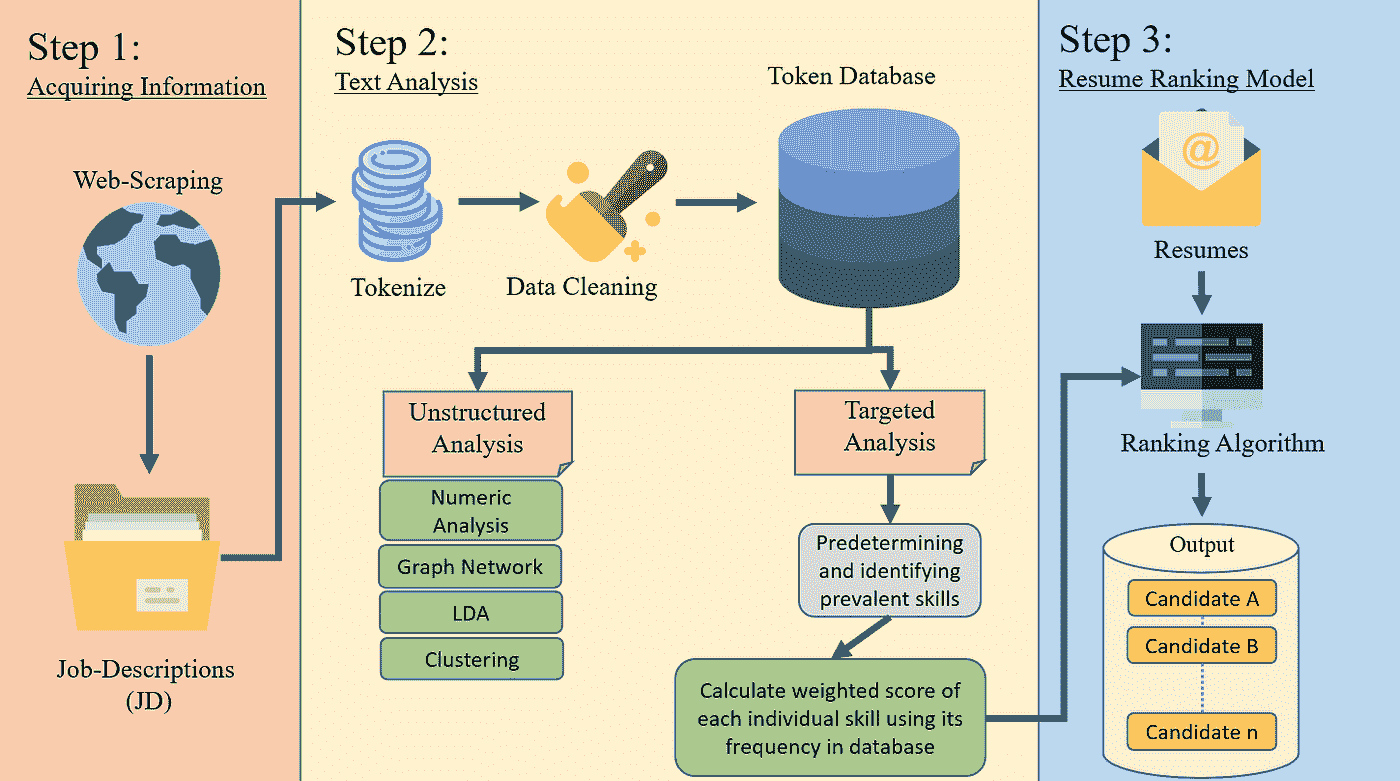 Step 1:
Acquiring Information
Web-Scraping
Job-Descriptions
(JD)
Step 2:
Text Analysis
Token Database
Tokenize
Data Cleaning
Unstructured
Analysis
Numeric
Analysis
Graph Network
LDA
Clustering
Targeted
Analysis
Predetermining
and identifying
prevalent skills
Calculate weighted score of
each individual skill using its
frequency in database
Step 3:
Resume Ranking Model
@
Resumes
Ranking Algorithm
Output
Candidate A
Candidate B
Candidate n